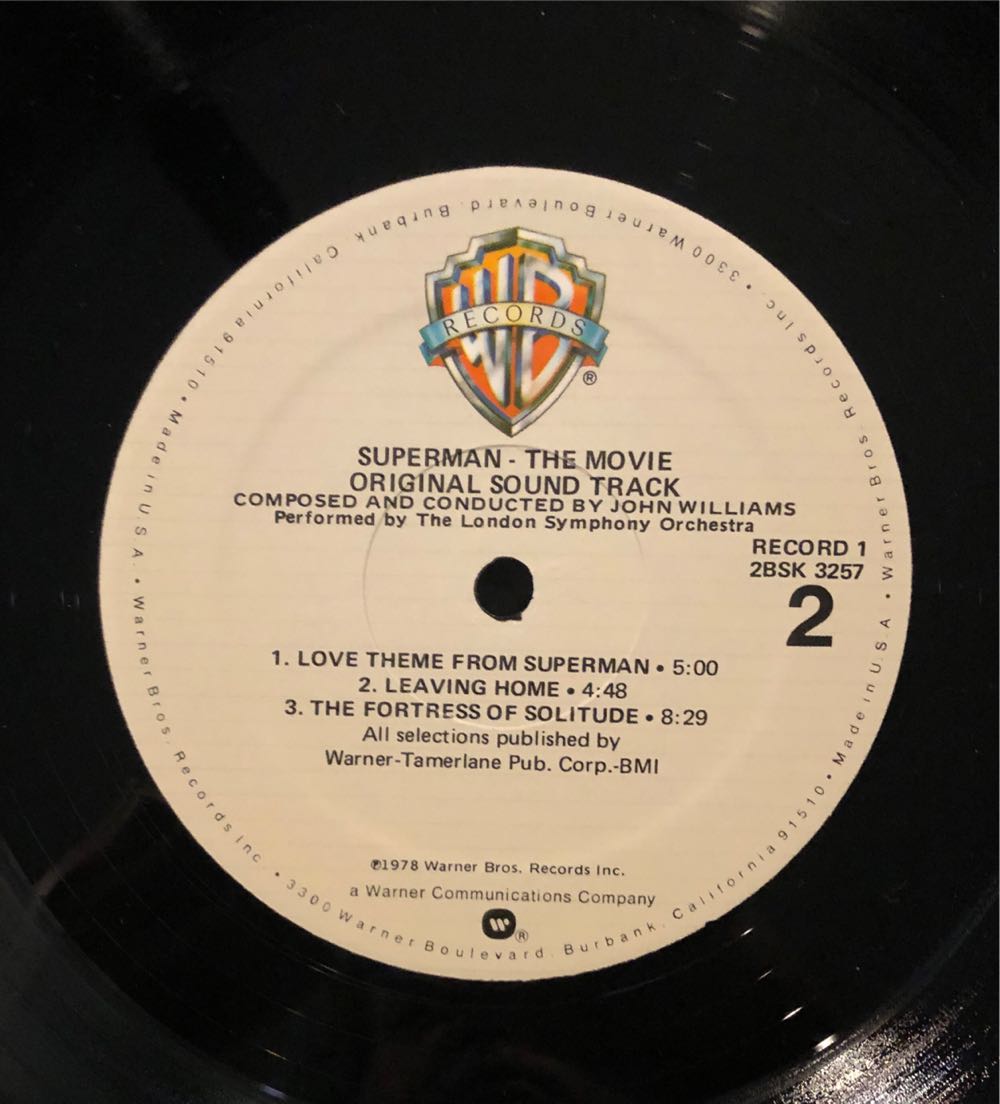 WB
RECORDS
®
SUPERMAN - THE MOVIE
ORIGINAL SOUND TRACK
COMPOSED AND CONDUCTED BY JOHN WILLIAMS
Performed by The London Symphony Orchestra
RECORD 1
2BSK 3257
2
1. LOVE THEME FROM SUPERMAN • 5:00
2. LEAVING HOME • 4:48
3. THE FORTRESS OF SOLITUDE • 8:29
All selections published by
Warner-Tamerlane Pub. Corp.-BMI
℗1978 Warner Bros. Records Inc.
a Warner Communications Company
W®
Warner Bros. Records Inc. • 3300 Warner Boulevard. Burbank. California 91510 • Made in U.S.A. • Warner Bros. Records Inc. • 3300 Warner Boulevard. Burbank. California 91510 • Made in U.S.A. •